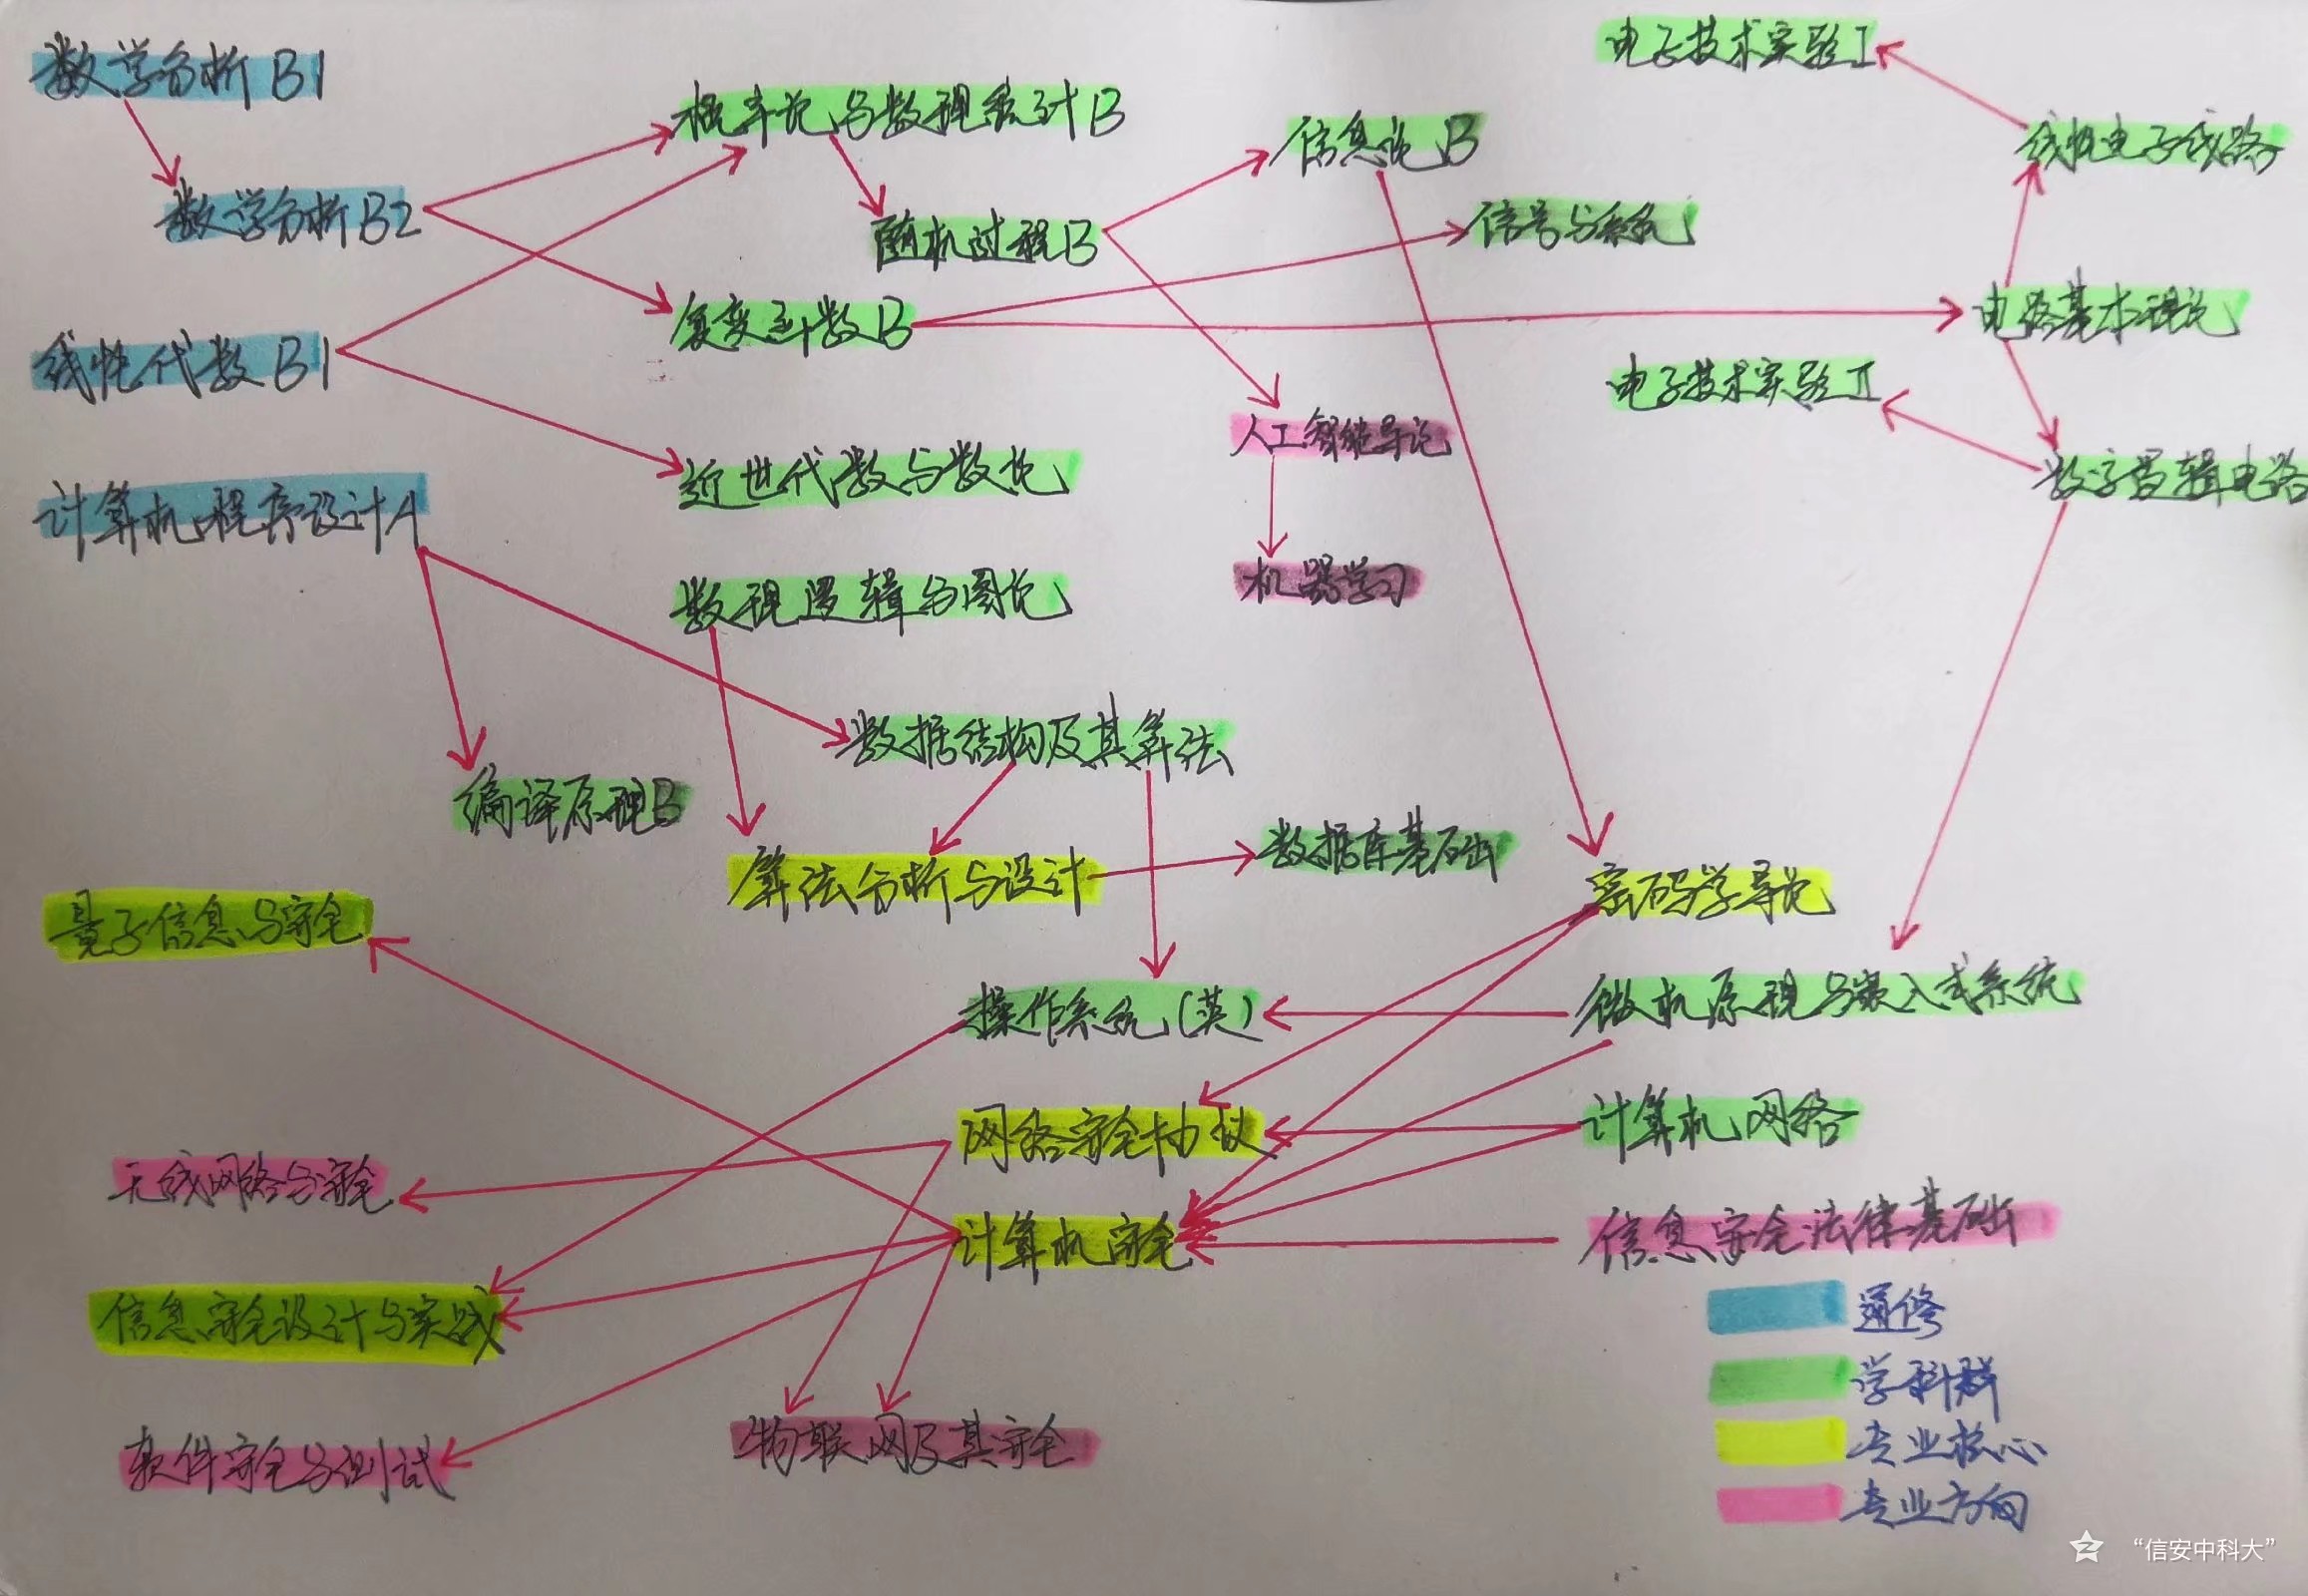 数学分析B1
数学分析B2
线性代数B1
计算机程序设计A
概率论与数理统计B
随机过程B
复变函数B
近世代数与数论
数理逻辑与图论
数据结构及其算法
编译原理B
算法分析与设计
数据库基础
信息论B
信号与系统
人工智能导论
机器学习
电子技术实验I
线性电子线路
电路基本理论
电子技术实验II
数字逻辑电路
密码学导论
微机原理与嵌入式系统
操作系统(英)
计算机网络
网络安全协议
计算机安全
信息安全法律基础
量子信息与安全
无线网络与安全
信息安全设计与实践
软件安全与测试
物联网及其安全
通修
学科群
专业核心
专业方向
“信安中科大”